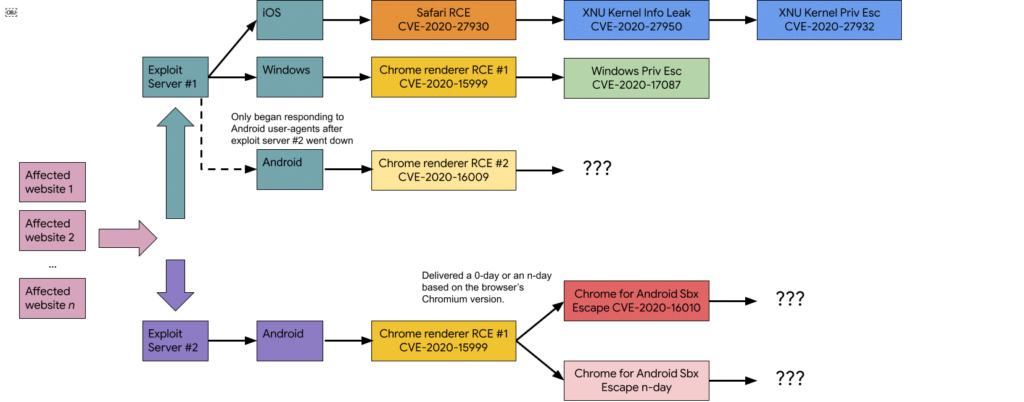 iOS
Safari RCE
CVE-2020-27930
XNU Kernel Info Leak
CVE-2020-27950
XNU Kernel Priv Esc
CVE-2020-27932
Exploit
Server #1
Windows
Chrome renderer RCE #1
CVE-2020-15999
Windows Priv Esc
CVE-2020-17087
Only began responding to
Android user-agents after
exploit server #2 went down
Android
Chrome renderer RCE #2
CVE-2020-16009
???
Affected
website 1
Affected
website 2
...
Affected
website n
Delivered a 0-day or an n-day
based on the browser's
Chromium version.
Chrome for Android Sbx
Escape CVE-2020-16010
???
Exploit
Server #2
Android
Chrome renderer RCE #1
CVE-2020-15999
Chrome for Android Sbx
Escape n-day
???